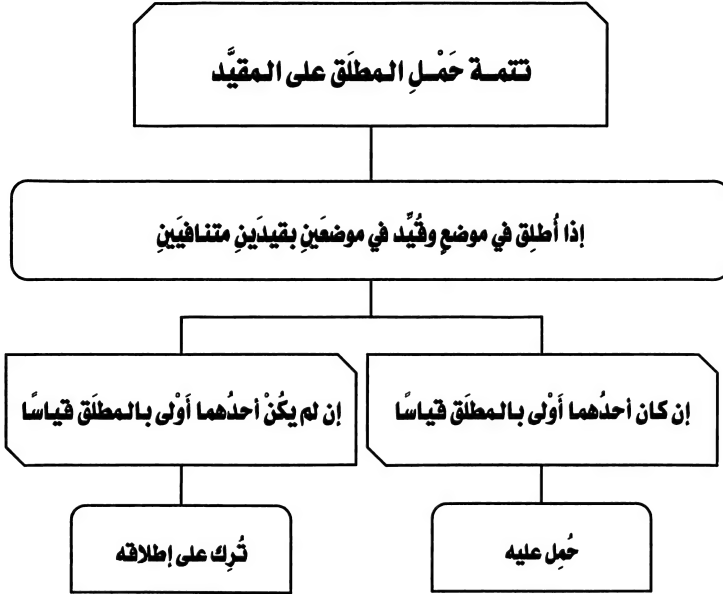 تتمة حَمْلِ المطلَق على المقيَّد
إذا أُطلِق في موضعٍ وقُيِّد في موضعَينِ بقيدَينِ متنافيَينِ
إن كان أحدُهما أَوْلى بالمطلَق قياسًا
إن لم يكُنْ أحدُهما أَوْلى بالمطلَق قياسًا
حُمِل عليه
تُرِك على إطلاقه